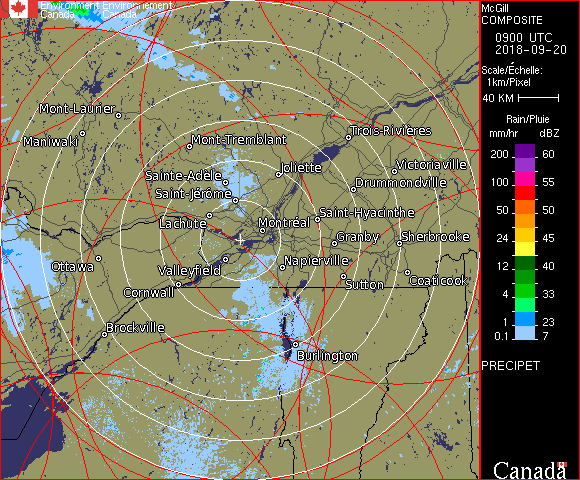 Environment Environnement
Canada Canada
McGill
COMPOSITE
0900 UTC
2018-09-20
Scale/Échelle:
1km/Pixel
40 KM
Rain/Pluie
mm/hr dBZ
200 60
100 55
50 50
24 45
12 40
4 33
1 23
0.1 7
PRECIPET
Canada
Mont-Laurier
Maniwaki
Mont-Tremblant
Trois-Rivières
Sainte-Adèle
Joliette
Victoriaville
Saint-Jérôme
Drummondville
Lachute
Montréal
Saint-Hyacinthe
Granby
Sherbrooke
Ottawa
Valleyfield
Napierville
Cornwall
Sutton
Coaticook
Brockville
Burlington